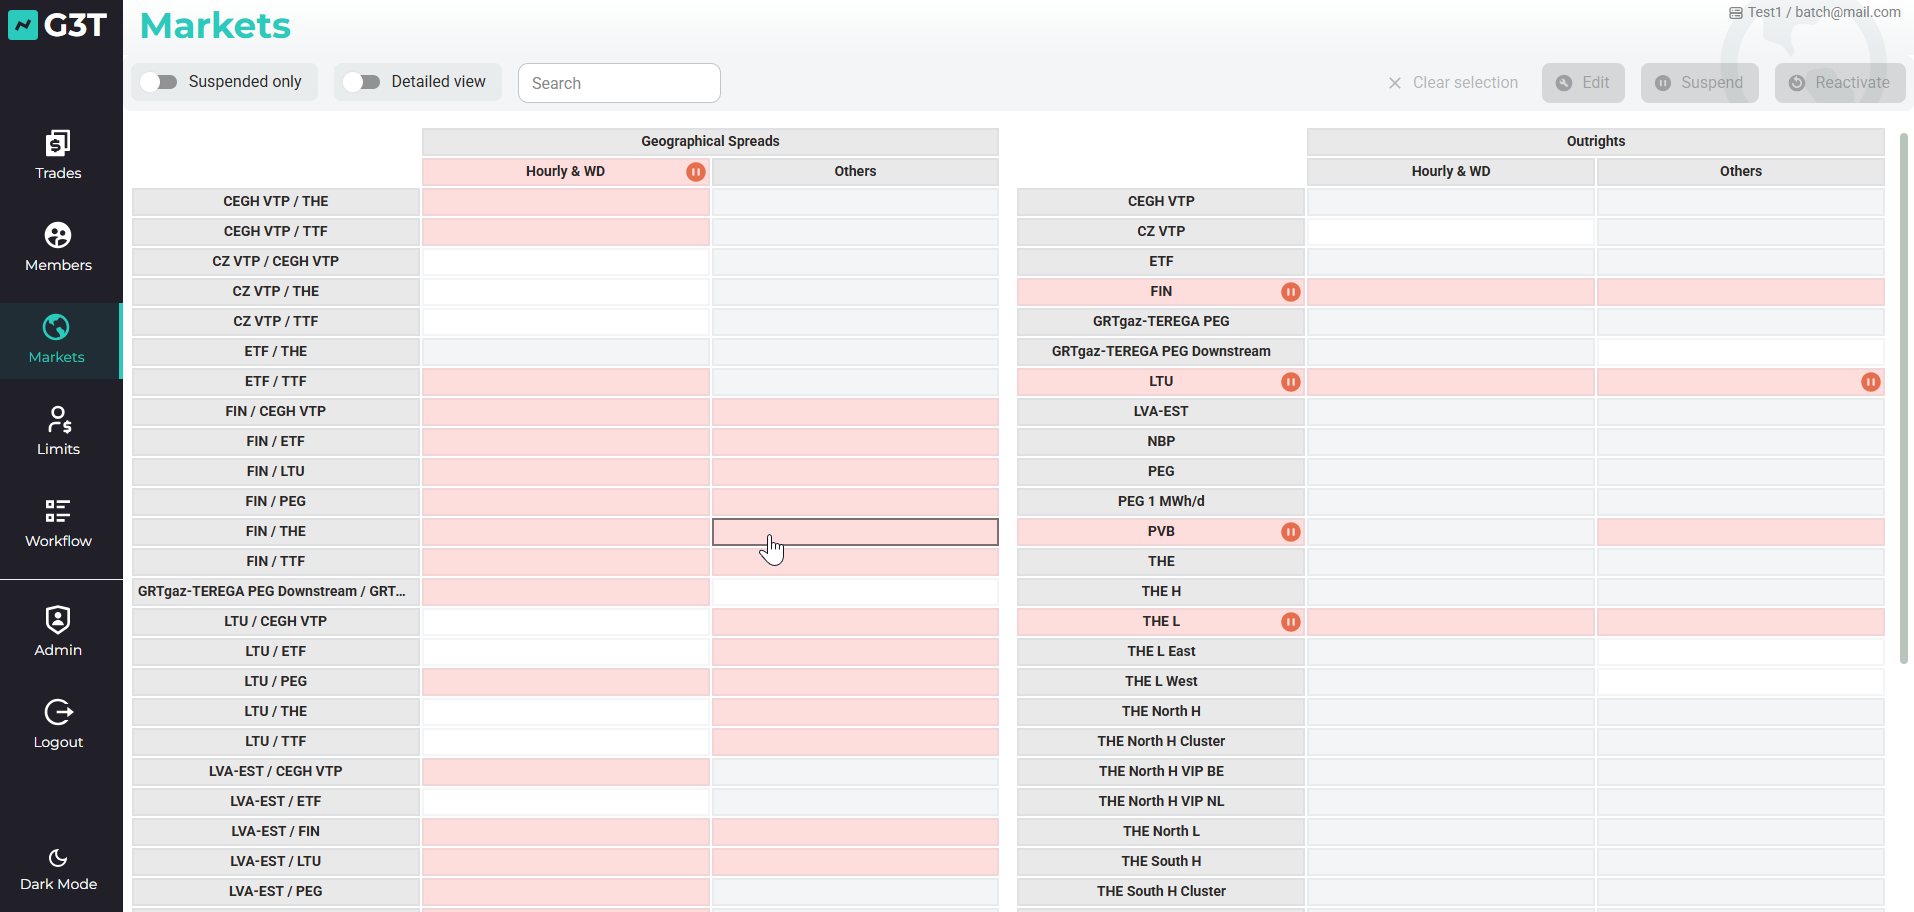 G3T
Markets
Test1 / batch@mail.com
Suspended only
Detailed view
Search
Clear selection
Edit
Suspend
Reactivate
Trades
Members
Markets
Limits
Workflow
Admin
Logout
Dark Mode
Geographical Spreads
Hourly & WD
Others
CEGH VTP / THE
CEGH VTP / TTF
CZ VTP / CEGH VTP
CZ VTP / THE
CZ VTP / TTF
ETF / THE
ETF / TTF
FIN / CEGH VTP
FIN / ETF
FIN / LTU
FIN / PEG
FIN / THE
FIN / TTF
GRTgaz-TEREGA PEG Downstream / GRT...
LTU / CEGH VTP
LTU / ETF
LTU / PEG
LTU / THE
LTU / TTF
LVA-EST / CEGH VTP
LVA-EST / ETF
LVA-EST / FIN
LVA-EST / LTU
LVA-EST / PEG
Outrights
Hourly & WD
Others
CEGH VTP
CZ VTP
ETF
FIN
GRTgaz-TEREGA PEG
GRTgaz-TEREGA PEG Downstream
LTU
LVA-EST
NBP
PEG
PEG 1 MWh/d
PVB
THE
THE H
THE L
THE L East
THE L West
THE North H
THE North H Cluster
THE North H VIP BE
THE North H VIP NL
THE North L
THE South H
THE South H Cluster